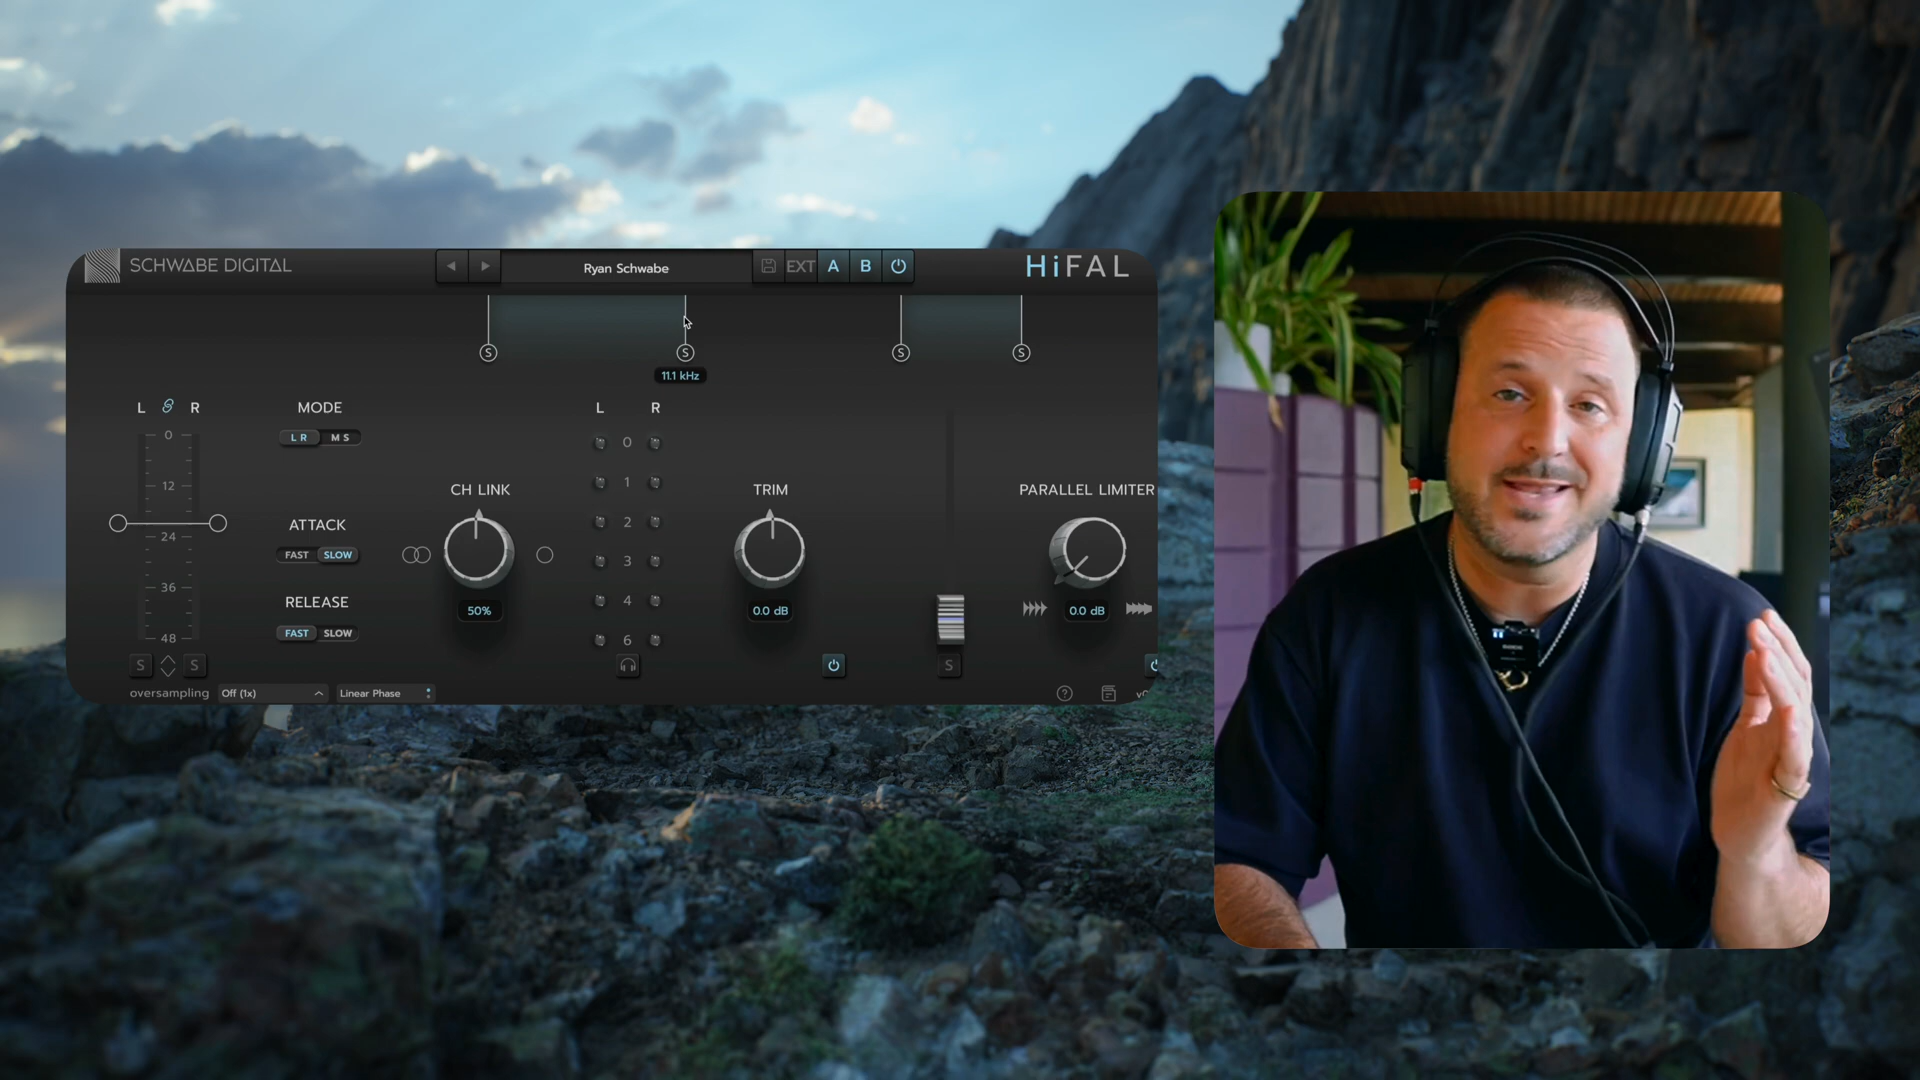 SCHWABE DIGITAL
Ryan Schwabe
EXT
A
B
HiFAL
S
S
S
S
11.1 kHz
L
R
MODE
L R
M S
L
R
0
12
24
36
48
ATTACK
FAST
SLOW
RELEASE
FAST
SLOW
CH LINK
50%
0
1
2
3
4
6
TRIM
0.0 dB
PARALLEL LIMITER
0.0 dB
S
S
S
oversampling
Off (1x)
Linear Phase
?